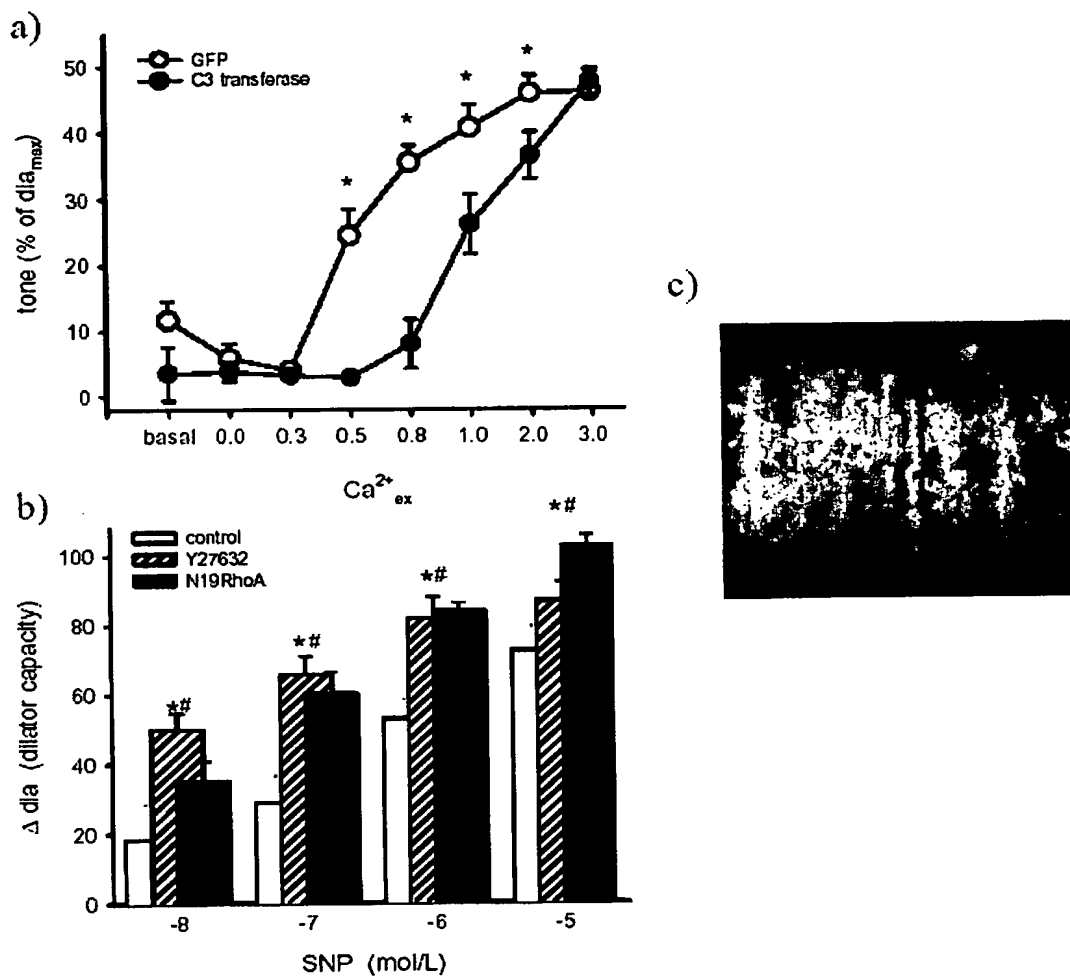 a)
GFP
C3 transferase
* * * * *
50
40
30
20
10
0
tone (% of dia_max)
basal 0.0 0.3 0.5 0.8 1.0 2.0 3.0
Ca²⁺_ex
b)
control
Y27632
N19RhoA
*# *# *# *#
100
80
60
40
20
0
Δ dia (dilator capacity)
-8 -7 -6 -5
SNP (mol/L)
c)